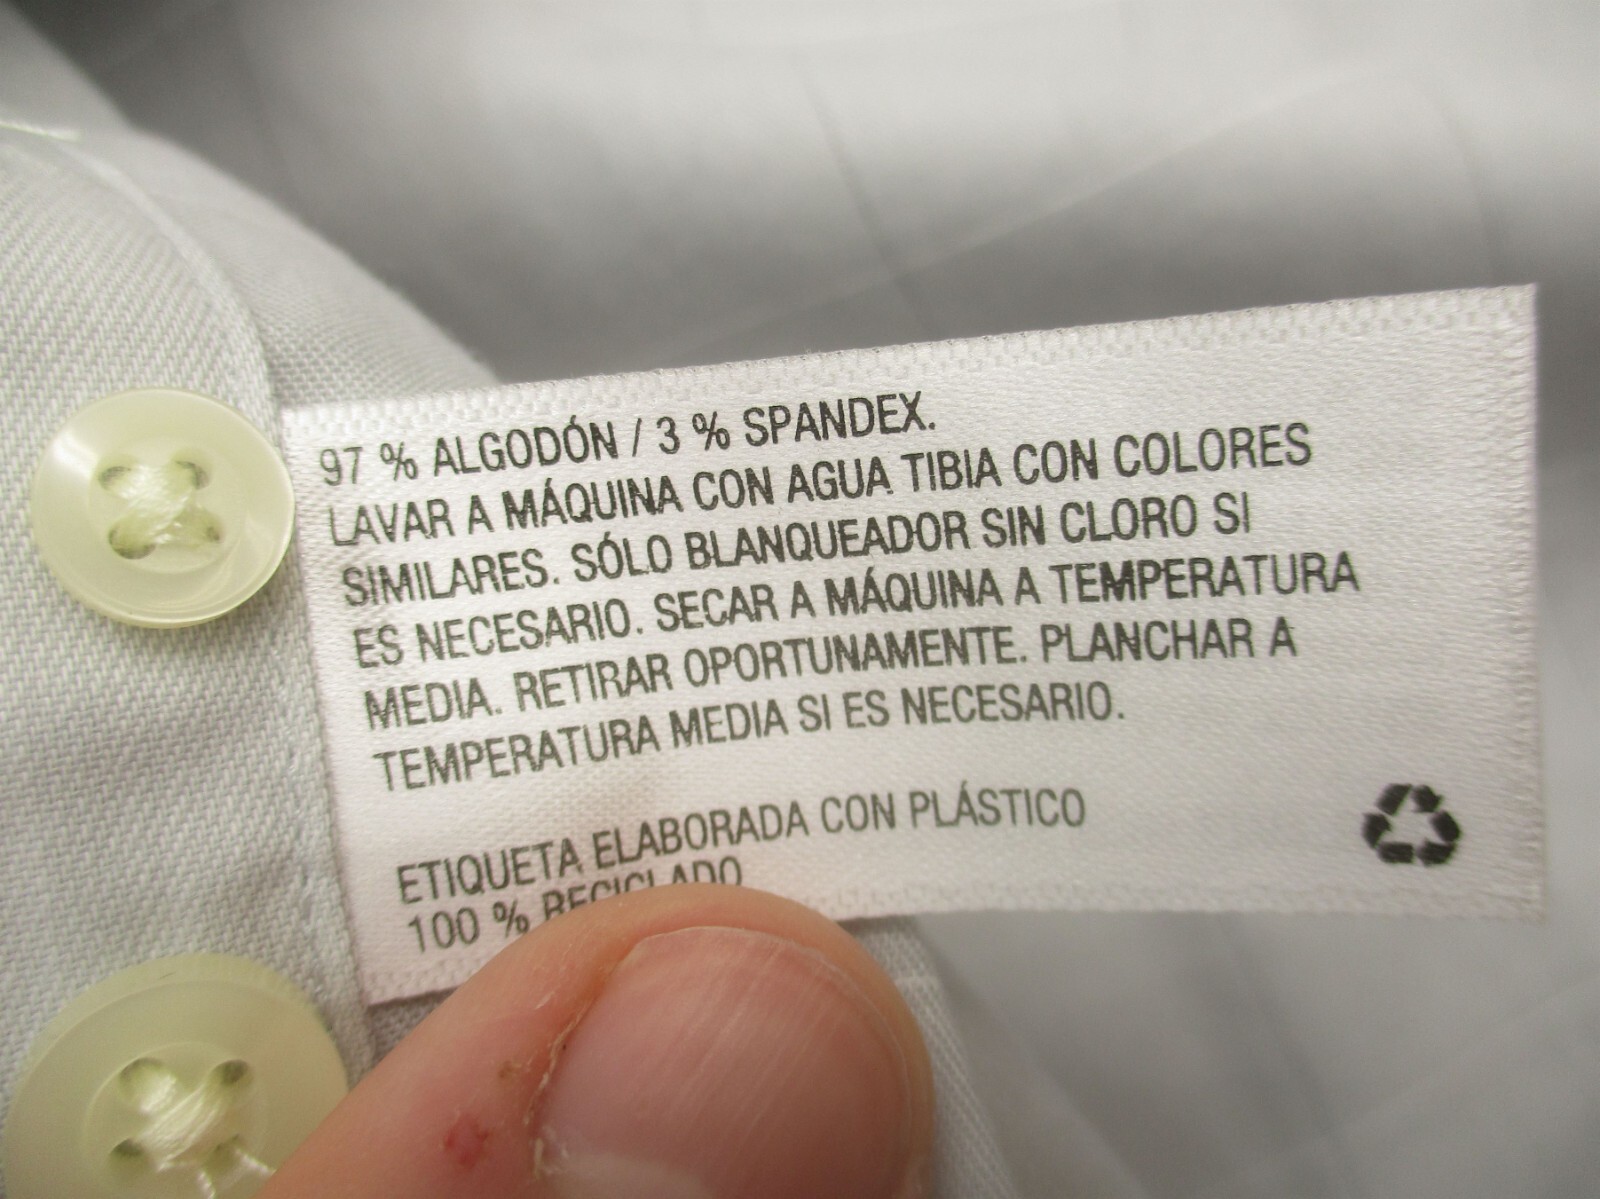 97 % ALGODÓN / 3 % SPANDEX.
LAVAR A MÁQUINA CON AGUA TIBIA CON COLORES
SIMILARES. SÓLO BLANQUEADOR SIN CLORO SI
ES NECESARIO. SECAR A MÁQUINA A TEMPERATURA
MEDIA. RETIRAR OPORTUNAMENTE. PLANCHAR A
TEMPERATURA MEDIA SI ES NECESARIO.
ETIQUETA ELABORADA CON PLÁSTICO
100 % RECICLADO